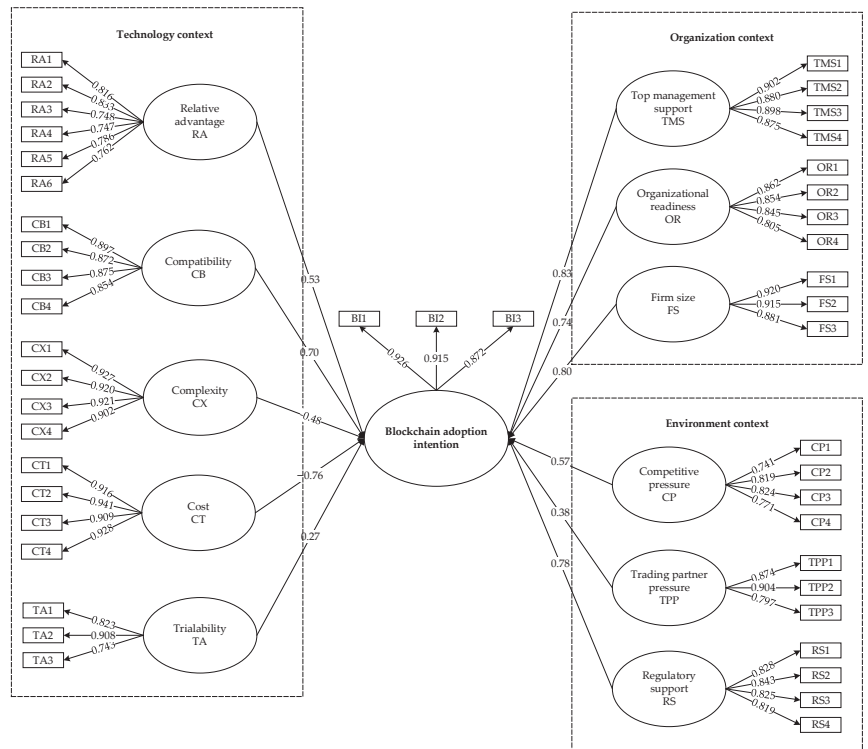 Technology context
RA1
RA2
RA3
RA4
RA5
RA6
0.816
0.833
0.748
0.747
0.786
0.762
Relative
advantage
RA
CB1
CB2
CB3
CB4
0.897
0.872
0.875
0.854
Compatibility
CB
CX1
CX2
CX3
CX4
0.927
0.920
0.921
0.902
Complexity
CX
CT1
CT2
CT3
CT4
0.916
0.941
0.909
0.928
Cost
CT
TA1
TA2
TA3
0.823
0.908
0.743
Trialability
TA
0.53
0.70
-0.48
-0.76
0.27
BI1
BI2
BI3
0.926
0.915
0.872
Blockchain adoption
intention
0.83
0.74
0.80
0.57
0.38
0.78
Organization context
Top management
support
TMS
0.902
0.880
0.898
0.875
TMS1
TMS2
TMS3
TMS4
Organizational
readiness
OR
0.862
0.854
0.845
0.805
OR1
OR2
OR3
OR4
Firm size
FS
0.920
0.915
0.881
FS1
FS2
FS3
Environment context
Competitive
pressure
CP
0.741
0.819
0.824
0.771
CP1
CP2
CP3
CP4
Trading partner
pressure
TPP
0.874
0.904
0.797
TPP1
TPP2
TPP3
Regulatory
support
RS
0.828
0.843
0.825
0.819
RS1
RS2
RS3
RS4